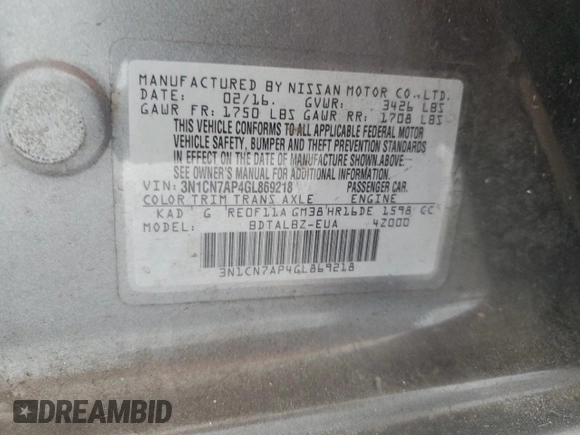 MANUFACTURED BY NISSAN MOTOR CO.,LTD.
DATE: 02/16. GVWR: 3426 LBS
GAWR FR: 1750 LBS GAWR RR: 1708 LBS
THIS VEHICLE CONFORMS TO ALL APPLICABLE FEDERAL MOTOR
VEHICLE SAFETY, BUMPER AND THEFT PREVENTION STANDARDS
IN EFFECT ON THE DATE OF MANUFACTURE SHOWN ABOVE.
SEE OWNER'S MANUAL FOR ADDITIONAL INFORMATION.
VIN: 3N1CN7AP4GL869218 PASSENGER CAR.
COLOR TRIM TRANS AXLE ENGINE
KAD G RE0F11A GM38 HR16DE 1598 CC
MODEL: BDTALBZ-EUA 4Z000
3N1CN7AP4GL869218
DREAMBID